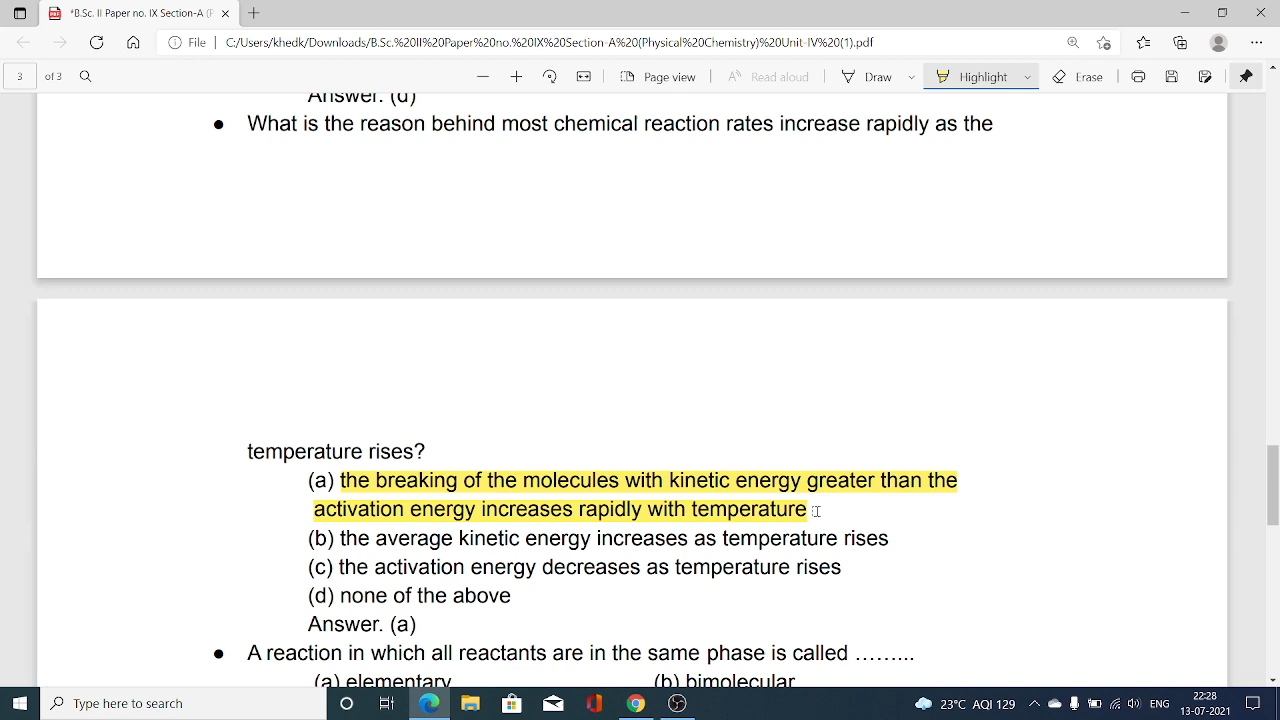 *B.Sc. II Paper no. IX Section-A (P
File C:/Users/khedk/Downloads/B.Sc.%20II%20Paper%20no.%20IX%20Section-A%20(Physical%20Chemistry)%20Unit-IV%20(1).pdf
3 of 3 Page view Read aloud Draw Highlight Erase
Answer. (d)
● What is the reason behind most chemical reaction rates increase rapidly as the
temperature rises?
(a) the breaking of the molecules with kinetic energy greater than the
activation energy increases rapidly with temperature
(b) the average kinetic energy increases as temperature rises
(c) the activation energy decreases as temperature rises
(d) none of the above
Answer. (a)
● A reaction in which all reactants are in the same phase is called ……...
(a) elementary (b) bimolecular
Type here to search 23°C AQI 129 ENG 22:28
13-07-2021